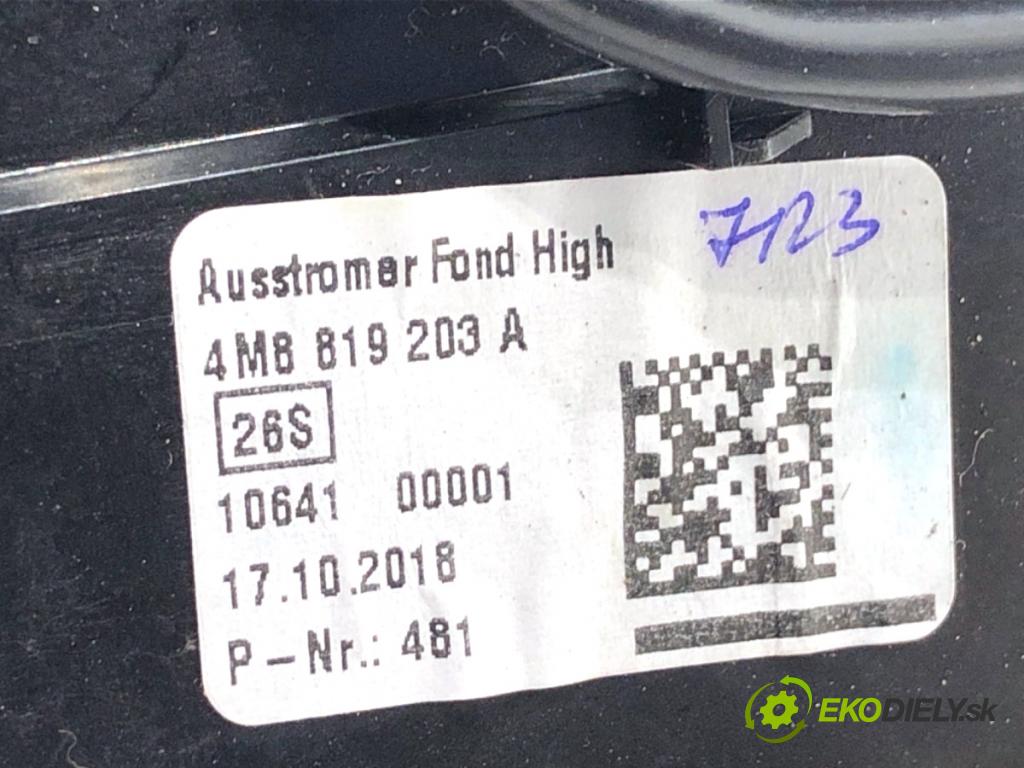 7123
Ausstromer Fond High
4M8 819 203 A
26S
10641 00001
17.10.2018
P-Nr.: 481
EKODIELY.sk